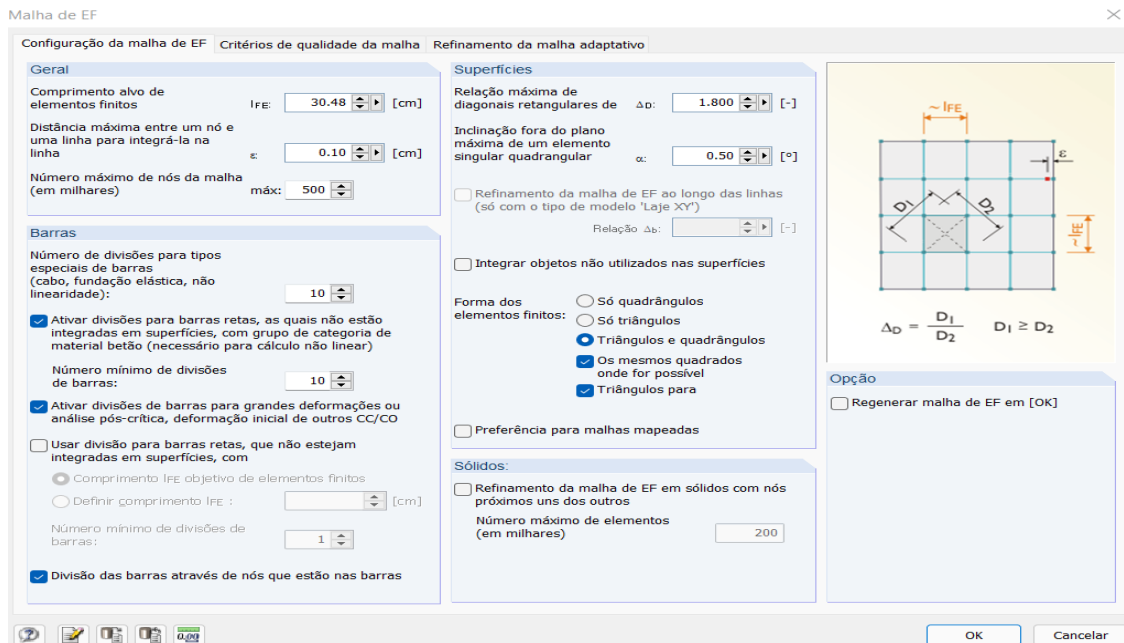 Malha de EF
Configuração da malha de EF
Critérios de qualidade da malha
Refinamento da malha adaptativo
Geral
Comprimento alvo de
elementos finitos
lFE:
30.48
[cm]
Distância máxima entre um nó e
uma linha para integrá-la na
linha
ε:
0.10
[cm]
Número máximo de nós da malha
(em milhares)
máx:
500
Barras
Número de divisões para tipos
especiais de barras
(cabo, fundação elástica, não
linearidade):
10
Ativar divisões para barras retas, as quais não estão
integradas em superfícies, com grupo de categoria de
material betão (necessário para cálculo não linear)
Número mínimo de divisões
de barras:
10
Ativar divisões de barras para grandes deformações ou
análise pós-crítica, deformação inicial de outros CC/CO
Usar divisão para barras retas, que não estejam
integradas em superfícies, com
Comprimento lFE objetivo de elementos finitos
Definir comprimento lFE :
[cm]
Número mínimo de divisões de
barras:
1
Divisão das barras através de nós que estão nas barras
Superfícies
Relação máxima de
diagonais retangulares de
ΔD:
1.800
[-]
Inclinação fora do plano
máxima de um elemento
singular quadrangular
α:
0.50
[°]
Refinamento da malha de EF ao longo das linhas
(só com o tipo de modelo 'Laje XY')
Relação Δb:
[-]
Integrar objetos não utilizados nas superfícies
Forma dos
elementos finitos:
Só quadrângulos
Só triângulos
Triângulos e quadrângulos
Os mesmos quadrados
onde for possível
Triângulos para
Preferência para malhas mapeadas
Sólidos:
Refinamento da malha de EF em sólidos com nós
próximos uns dos outros
Número máximo de elementos
(em milhares)
200
~ lFE
ε
D1
D2
~ lFE
ΔD = D1 / D2 D1 ≥ D2
Opção
Regenerar malha de EF em [OK]
0,00
OK
Cancelar